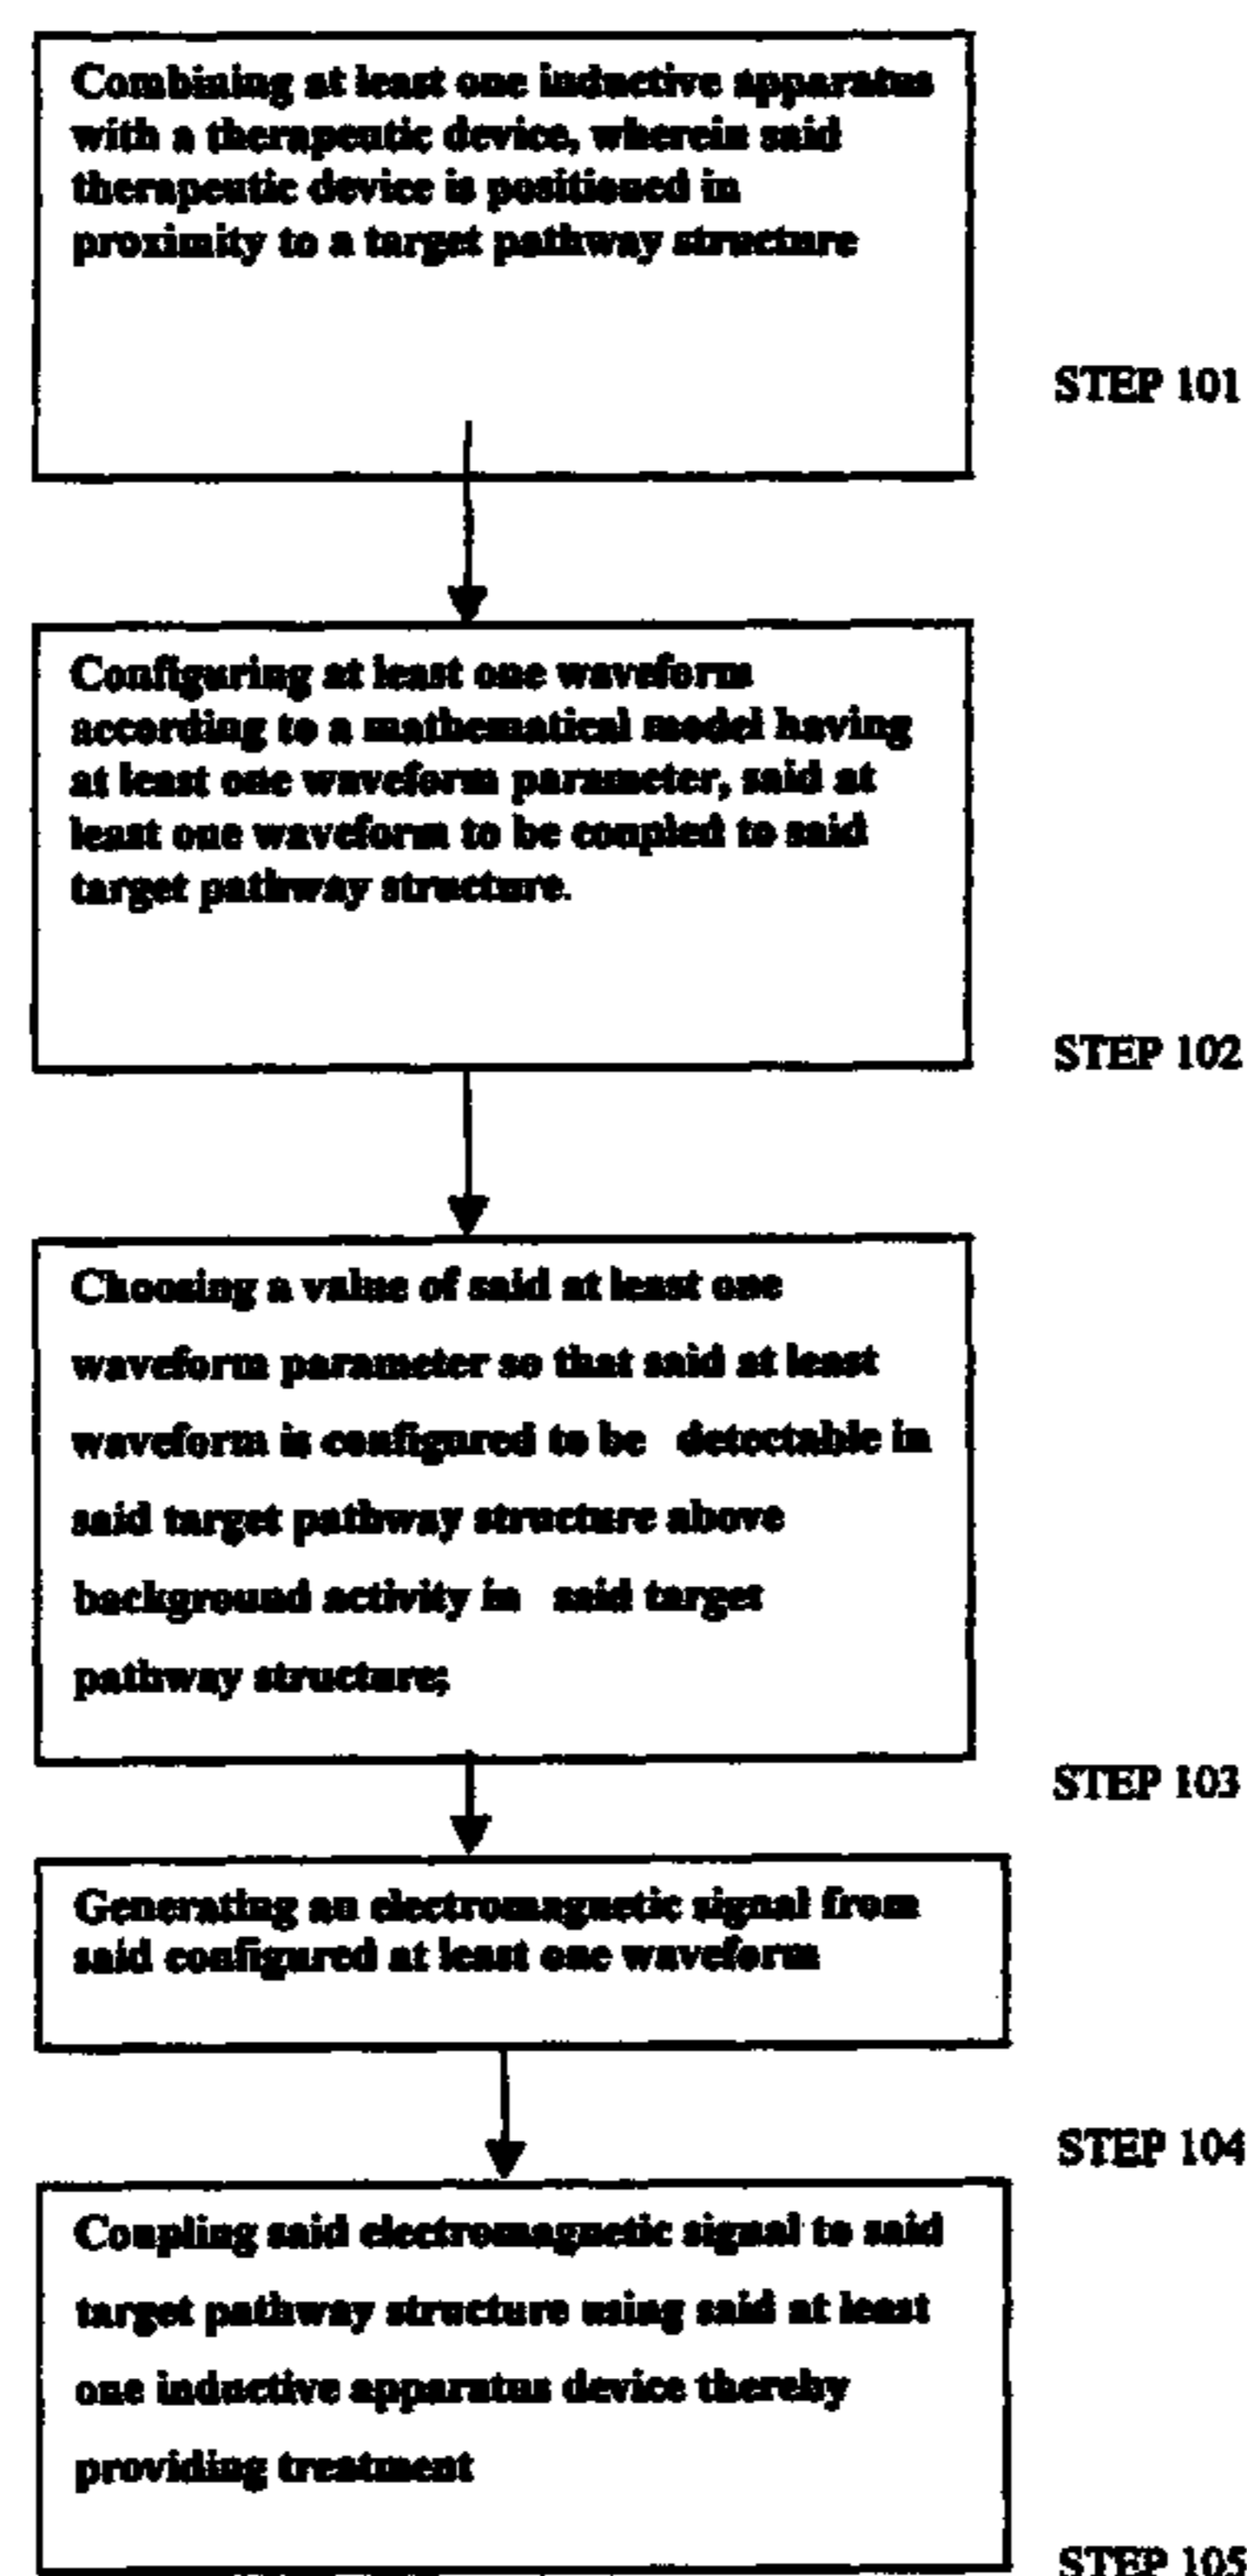 Combining at least one inductive apparatus
with a therapeutic device, wherein said
therapeutic device is positioned in
proximity to a target pathway structure
STEP 101
Configuring at least one waveform
according to a mathematical model having
at least one waveform parameter, said at
least one waveform to be coupled to said
target pathway structure.
STEP 102
Choosing a value of said at least one
waveform parameter so that said at least
waveform is configured to be detectable in
said target pathway structure above
background activity in said target
pathway structure;
STEP 103
Generating an electromagnetic signal from
said configured at least one waveform
STEP 104
Coupling said electromagnetic signal to said
target pathway structure using said at least
one inductive apparatus device thereby
providing treatment
STEP 105